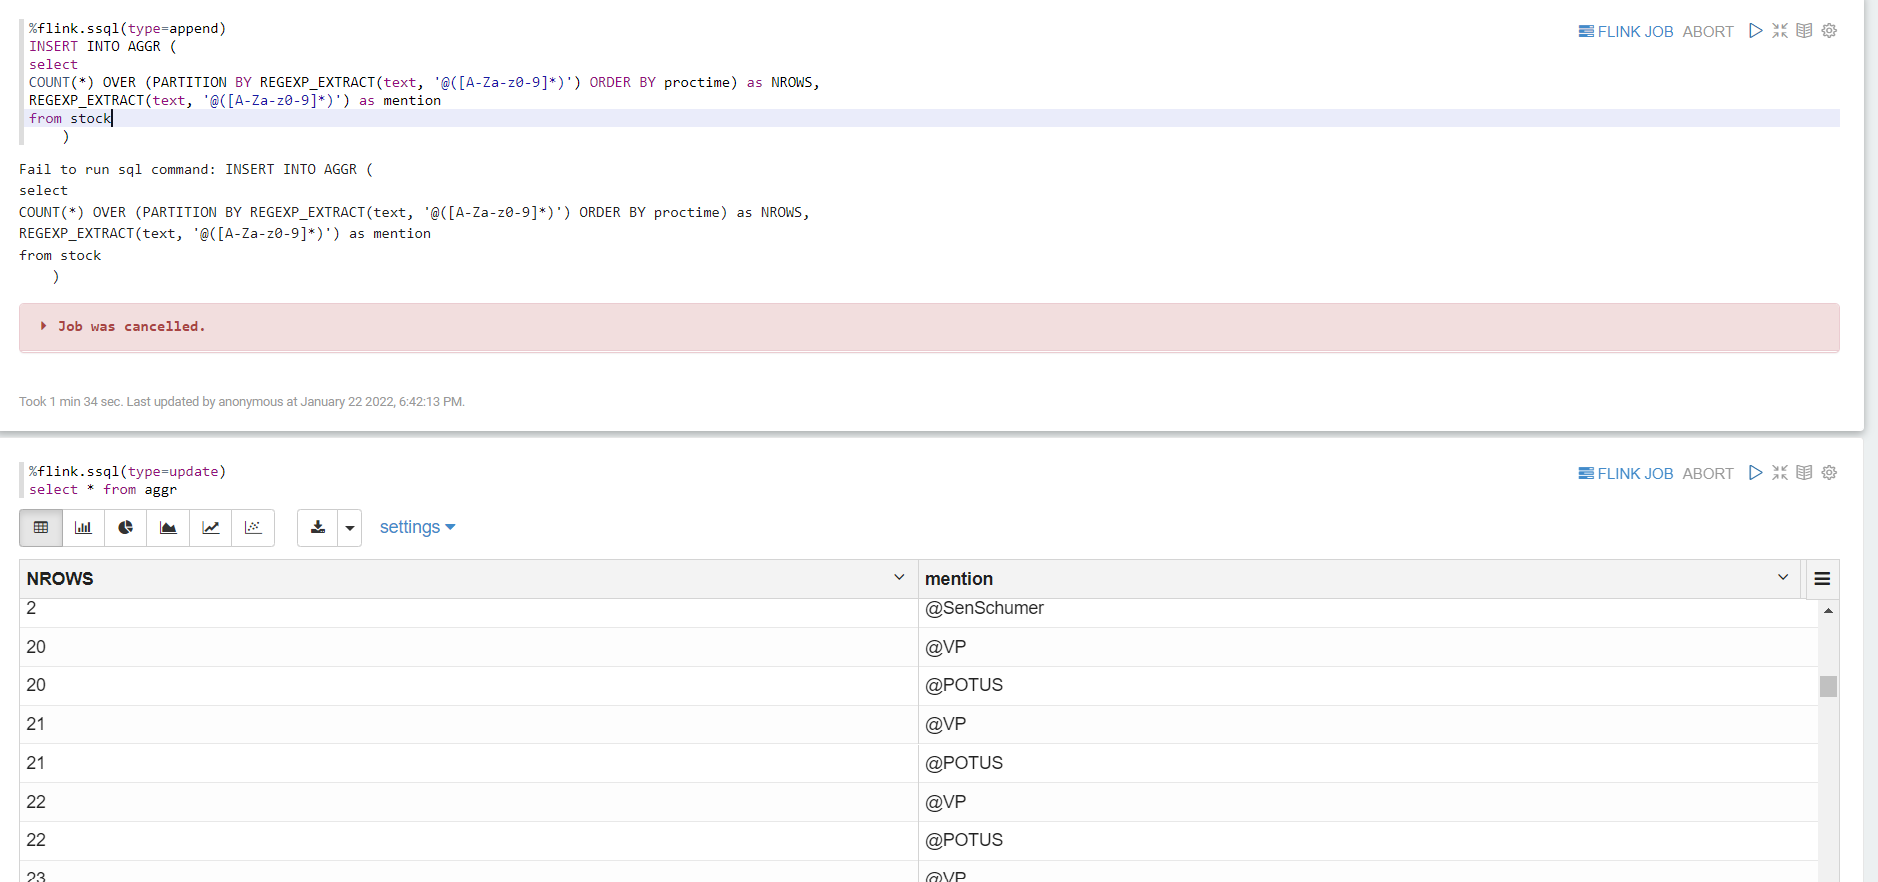 %flink.ssql(type=append)
FLINK JOB ABORT
INSERT INTO AGGR (
select
COUNT(*) OVER (PARTITION BY REGEXP_EXTRACT(text, '@([A-Za-z0-9]*)') ORDER BY proctime) as NROWS,
REGEXP_EXTRACT(text, '@([A-Za-z0-9]*)') as mention
from stock
)
Fail to run sql command: INSERT INTO AGGR (
select
COUNT(*) OVER (PARTITION BY REGEXP_EXTRACT(text, '@([A-Za-z0-9]*)') ORDER BY proctime) as NROWS,
REGEXP_EXTRACT(text, '@([A-Za-z0-9]*)') as mention
from stock
)
Job was cancelled.
Took 1 min 34 sec. Last updated by anonymous at January 22 2022, 6:42:13 PM.
%flink.ssql(type=update)
FLINK JOB ABORT
select * from aggr
settings
NROWS mention
2 @SenSchumer
20 @VP
20 @POTUS
21 @VP
21 @POTUS
22 @VP
22 @POTUS
23 @VP